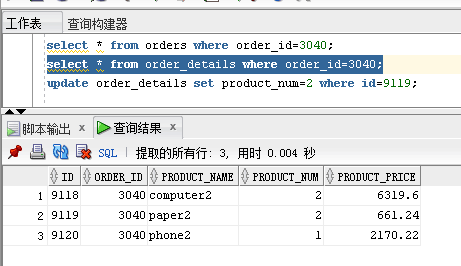 工作表 查询构建器
select * from orders where order_id=3040;
select * from order_details where order_id=3040;
update order_details set product_num=2 where id=9119;
脚本输出 × 查询结果 ×
SQL | 提取的所有行: 3, 用时 0.004 秒
ID ORDER_ID PRODUCT_NAME PRODUCT_NUM PRODUCT_PRICE
1 9118 3040 computer2 2 6319.6
2 9119 3040 paper2 2 661.24
3 9120 3040 phone2 1 2170.22